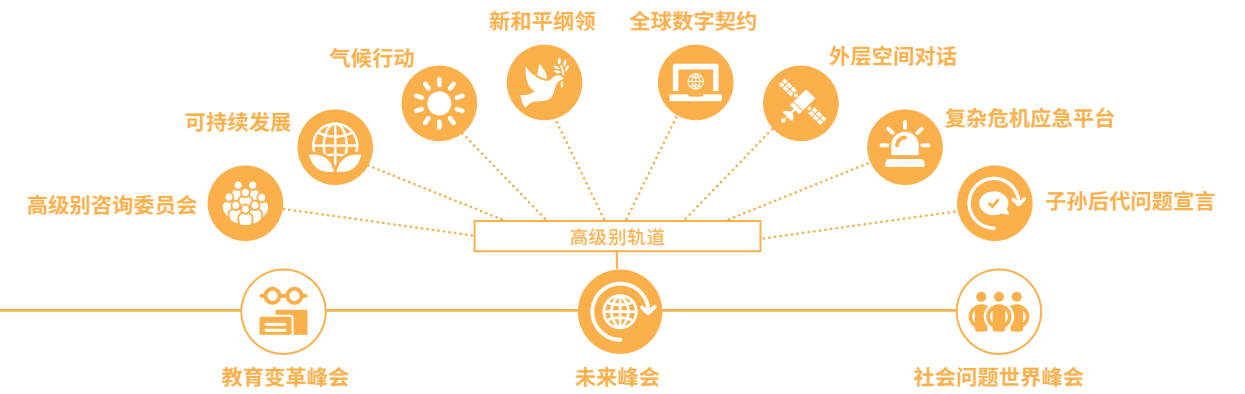 新和平纲领
全球数字契约
气候行动
外层空间对话
可持续发展
复杂危机应急平台
高级别咨询委员会
子孙后代问题宣言
高级别轨道
教育变革峰会
未来峰会
社会问题世界峰会